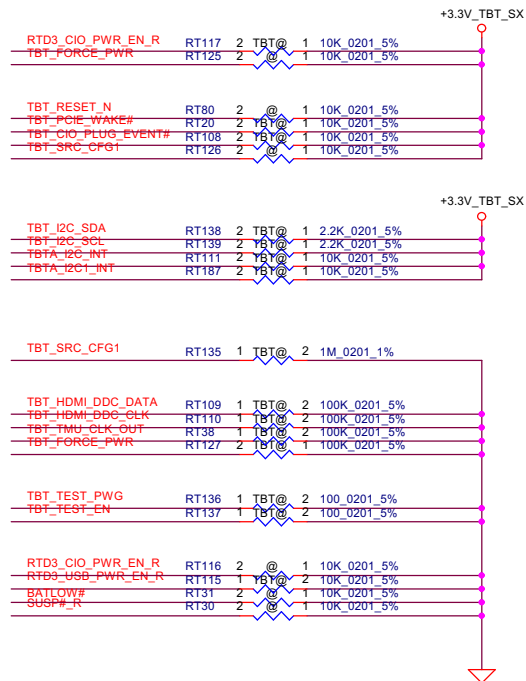 +3.3V_TBT_SX
RTD3_CIO_PWR_EN_R RT117 2 TBT@ 1 10K_0201_5%
TBT_FORCE_PWR RT125 2 @ 1 10K_0201_5%
TBT_RESET_N RT80 2 @ 1 10K_0201_5%
TBT_PCIE_WAKE# RT20 2 TBT@ 1 10K_0201_5%
TBT_CIO_PLUG_EVENT# RT108 2 TBT@ 1 10K_0201_5%
TBT_SRC_CFG1 RT126 2 @ 1 10K_0201_5%
+3.3V_TBT_SX
TBT_I2C_SDA RT138 2 TBT@ 1 2.2K_0201_5%
TBT_I2C_SCL RT139 2 TBT@ 1 2.2K_0201_5%
TBTA_I2C_INT RT111 2 TBT@ 1 10K_0201_5%
TBTA_I2C1_INT RT187 2 TBT@ 1 10K_0201_5%
TBT_SRC_CFG1 RT135 1 TBT@ 2 1M_0201_1%
TBT_HDMI_DDC_DATA RT109 1 TBT@ 2 100K_0201_5%
TBT_HDMI_DDC_CLK RT110 1 TBT@ 2 100K_0201_5%
TBT_TMU_CLK_OUT RT38 1 TBT@ 2 100K_0201_5%
TBT_FORCE_PWR RT127 2 TBT@ 1 100K_0201_5%
TBT_TEST_PWG RT136 1 TBT@ 2 100_0201_5%
TBT_TEST_EN RT137 1 TBT@ 2 100_0201_5%
RTD3_CIO_PWR_EN_R RT116 2 @ 1 10K_0201_5%
RTD3_USB_PWR_EN_R RT115 1 TBT@ 2 10K_0201_5%
BATLOW# RT31 2 @ 1 10K_0201_5%
SUSP#_R RT30 2 @ 1 10K_0201_5%